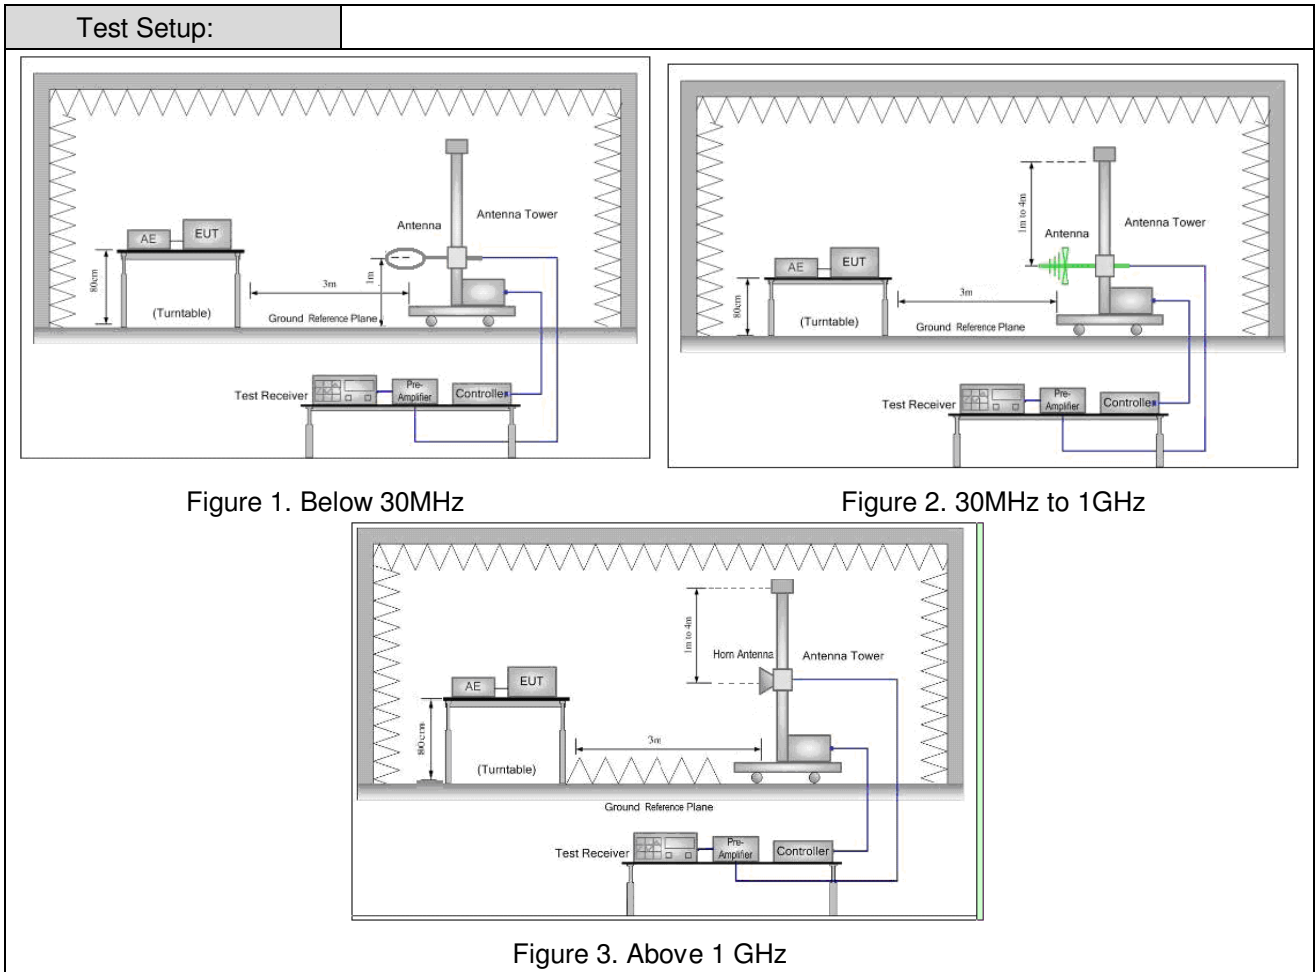 Test Setup:
Antenna
Antenna Tower
AE
EUT
80cm
1m
3m
(Turntable)
Ground Reference Plane
Test Receiver
Pre-
Amplifier
Controller
Figure 1. Below 30MHz
1m to 4m
Antenna
Antenna Tower
AE
EUT
80cm
3m
(Turntable)
Ground Reference Plane
Test Receiver
Pre-
Amplifier
Controller
Figure 2. 30MHz to 1GHz
1m to 4m
Horn Antenna
Antenna Tower
AE
EUT
80cm
3m
(Turntable)
Ground Reference Plane
Test Receiver
Pre-
Amplifier
Controller
Figure 3. Above 1 GHz